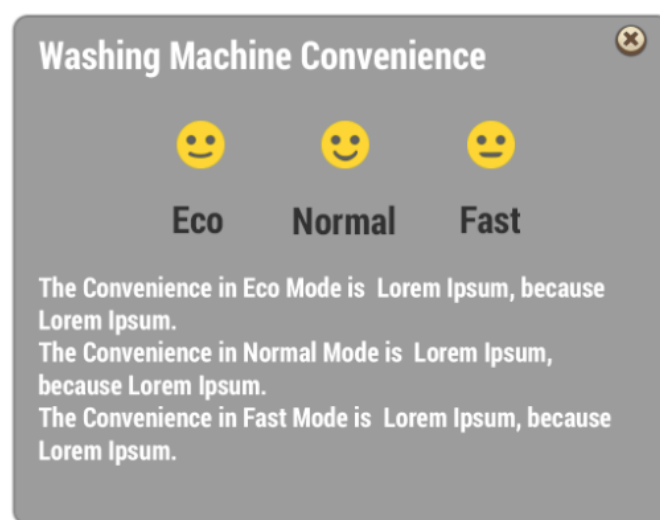 Washing Machine Convenience
Eco Normal Fast
The Convenience in Eco Mode is  Lorem Ipsum, because
Lorem Ipsum.
The Convenience in Normal Mode is  Lorem Ipsum,
because Lorem Ipsum.
The Convenience in Fast Mode is  Lorem Ipsum, because
Lorem Ipsum.